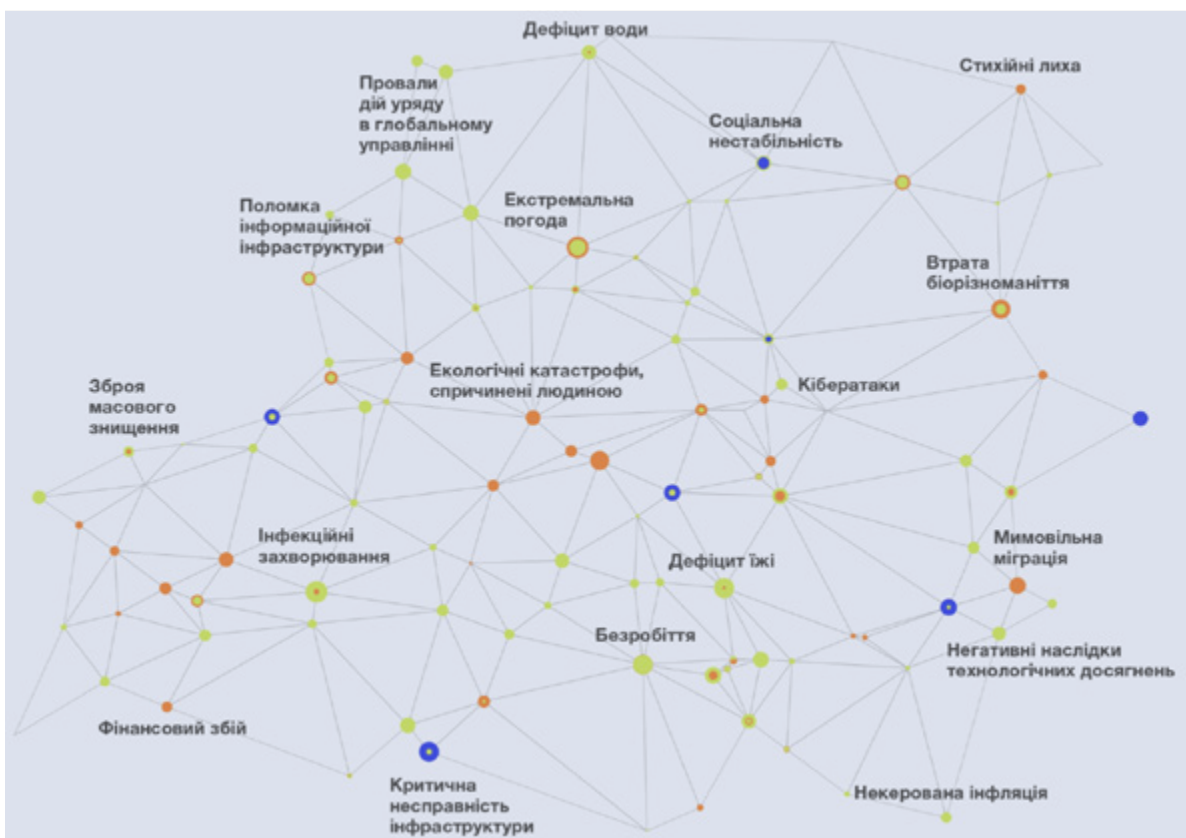 Дефіцит води
Стихійні лиха
Провали
дій уряду
в глобальному
управлінні
Соціальна
нестабільність
Поломка
інформаційної
інфраструктури
Екстремальна
погода
Втрата
біорізноманіття
Екологічні катастрофи,
спричинені людиною
Кібератаки
Зброя
масового
знищення
Інфекційні
захворювання
Дефіцит їжі
Мимовільна
міграція
Безробіття
Негативні наслідки
технологічних досягнень
Фінансовий збій
Критична
несправність
інфраструктури
Некерована інфляція